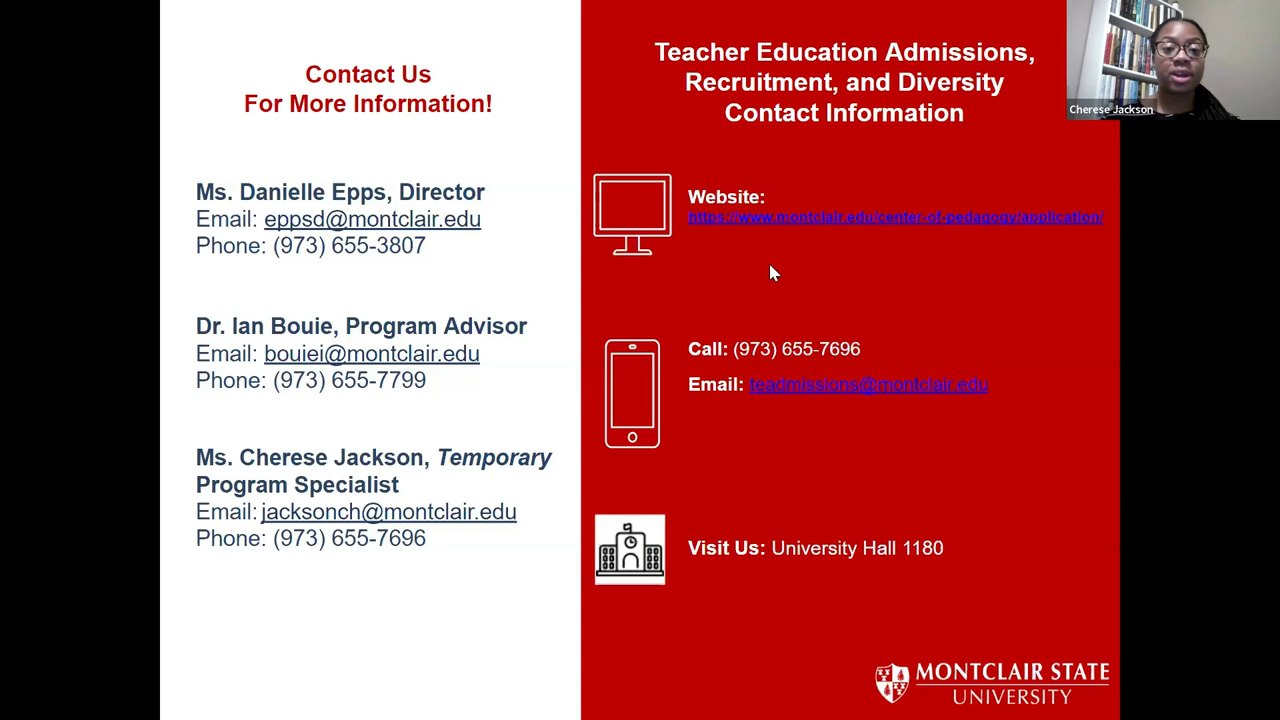 Contact Us
For More Information!
Ms. Danielle Epps, Director
Email: eppsd@montclair.edu
Phone: (973) 655-3807
Dr. Ian Bouie, Program Advisor
Email: bouiei@montclair.edu
Phone: (973) 655-7799
Ms. Cherese Jackson, Temporary
Program Specialist
Email: jacksonch@montclair.edu
Phone: (973) 655-7696
Teacher Education Admissions,
Recruitment, and Diversity
Contact Information
Website:
https://www.montclair.edu/center-of-pedagogy/application/
Call: (973) 655-7696
Email: teadmissions@montclair.edu
Visit Us: University Hall 1180
MONTCLAIR STATE
UNIVERSITY
Cherese Jackson